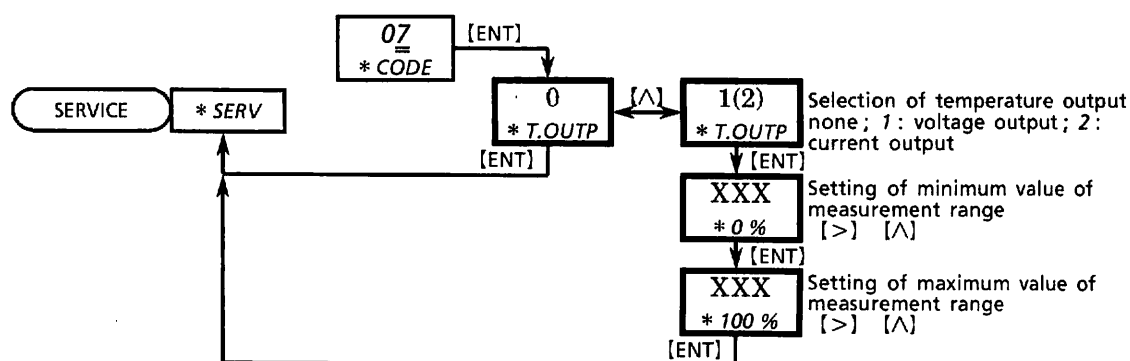 07
* CODE
[ENT]
SERVICE
* SERV
0
* T.OUTP
[∧]
1(2)
* T.OUTP
Selection of temperature output
none; 1: voltage output; 2:
current output
[ENT]
[ENT]
XXX
* 0 %
Setting of minimum value of
measurement range
[>] [∧]
[ENT]
XXX
* 100 %
Setting of maximum value of
measurement range
[>] [∧]
[ENT]